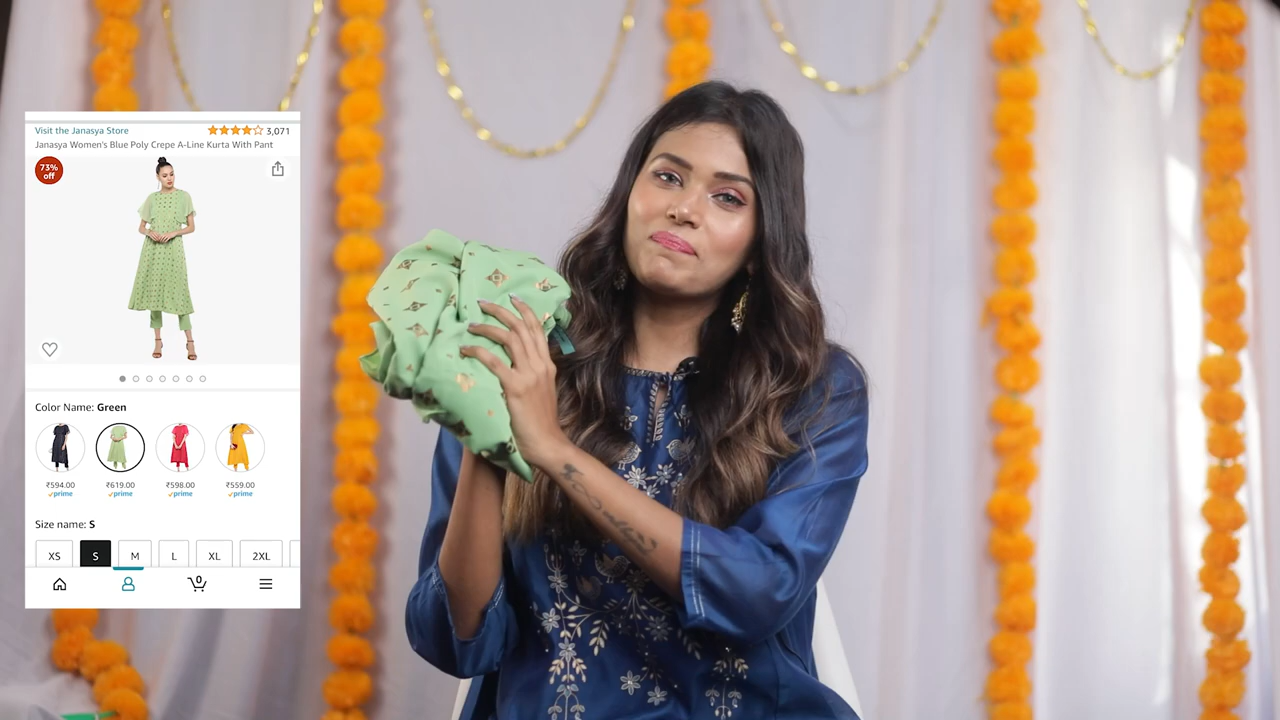 Visit the Janasya Store
3,071
Janasya Women's Blue Poly Crepe A-Line Kurta With Pant
73%
off
Color Name: Green
₹594.00 ₹619.00 ₹598.00 ₹559.00
prime prime prime prime
Size name: S
XS S M L XL 2XL
0